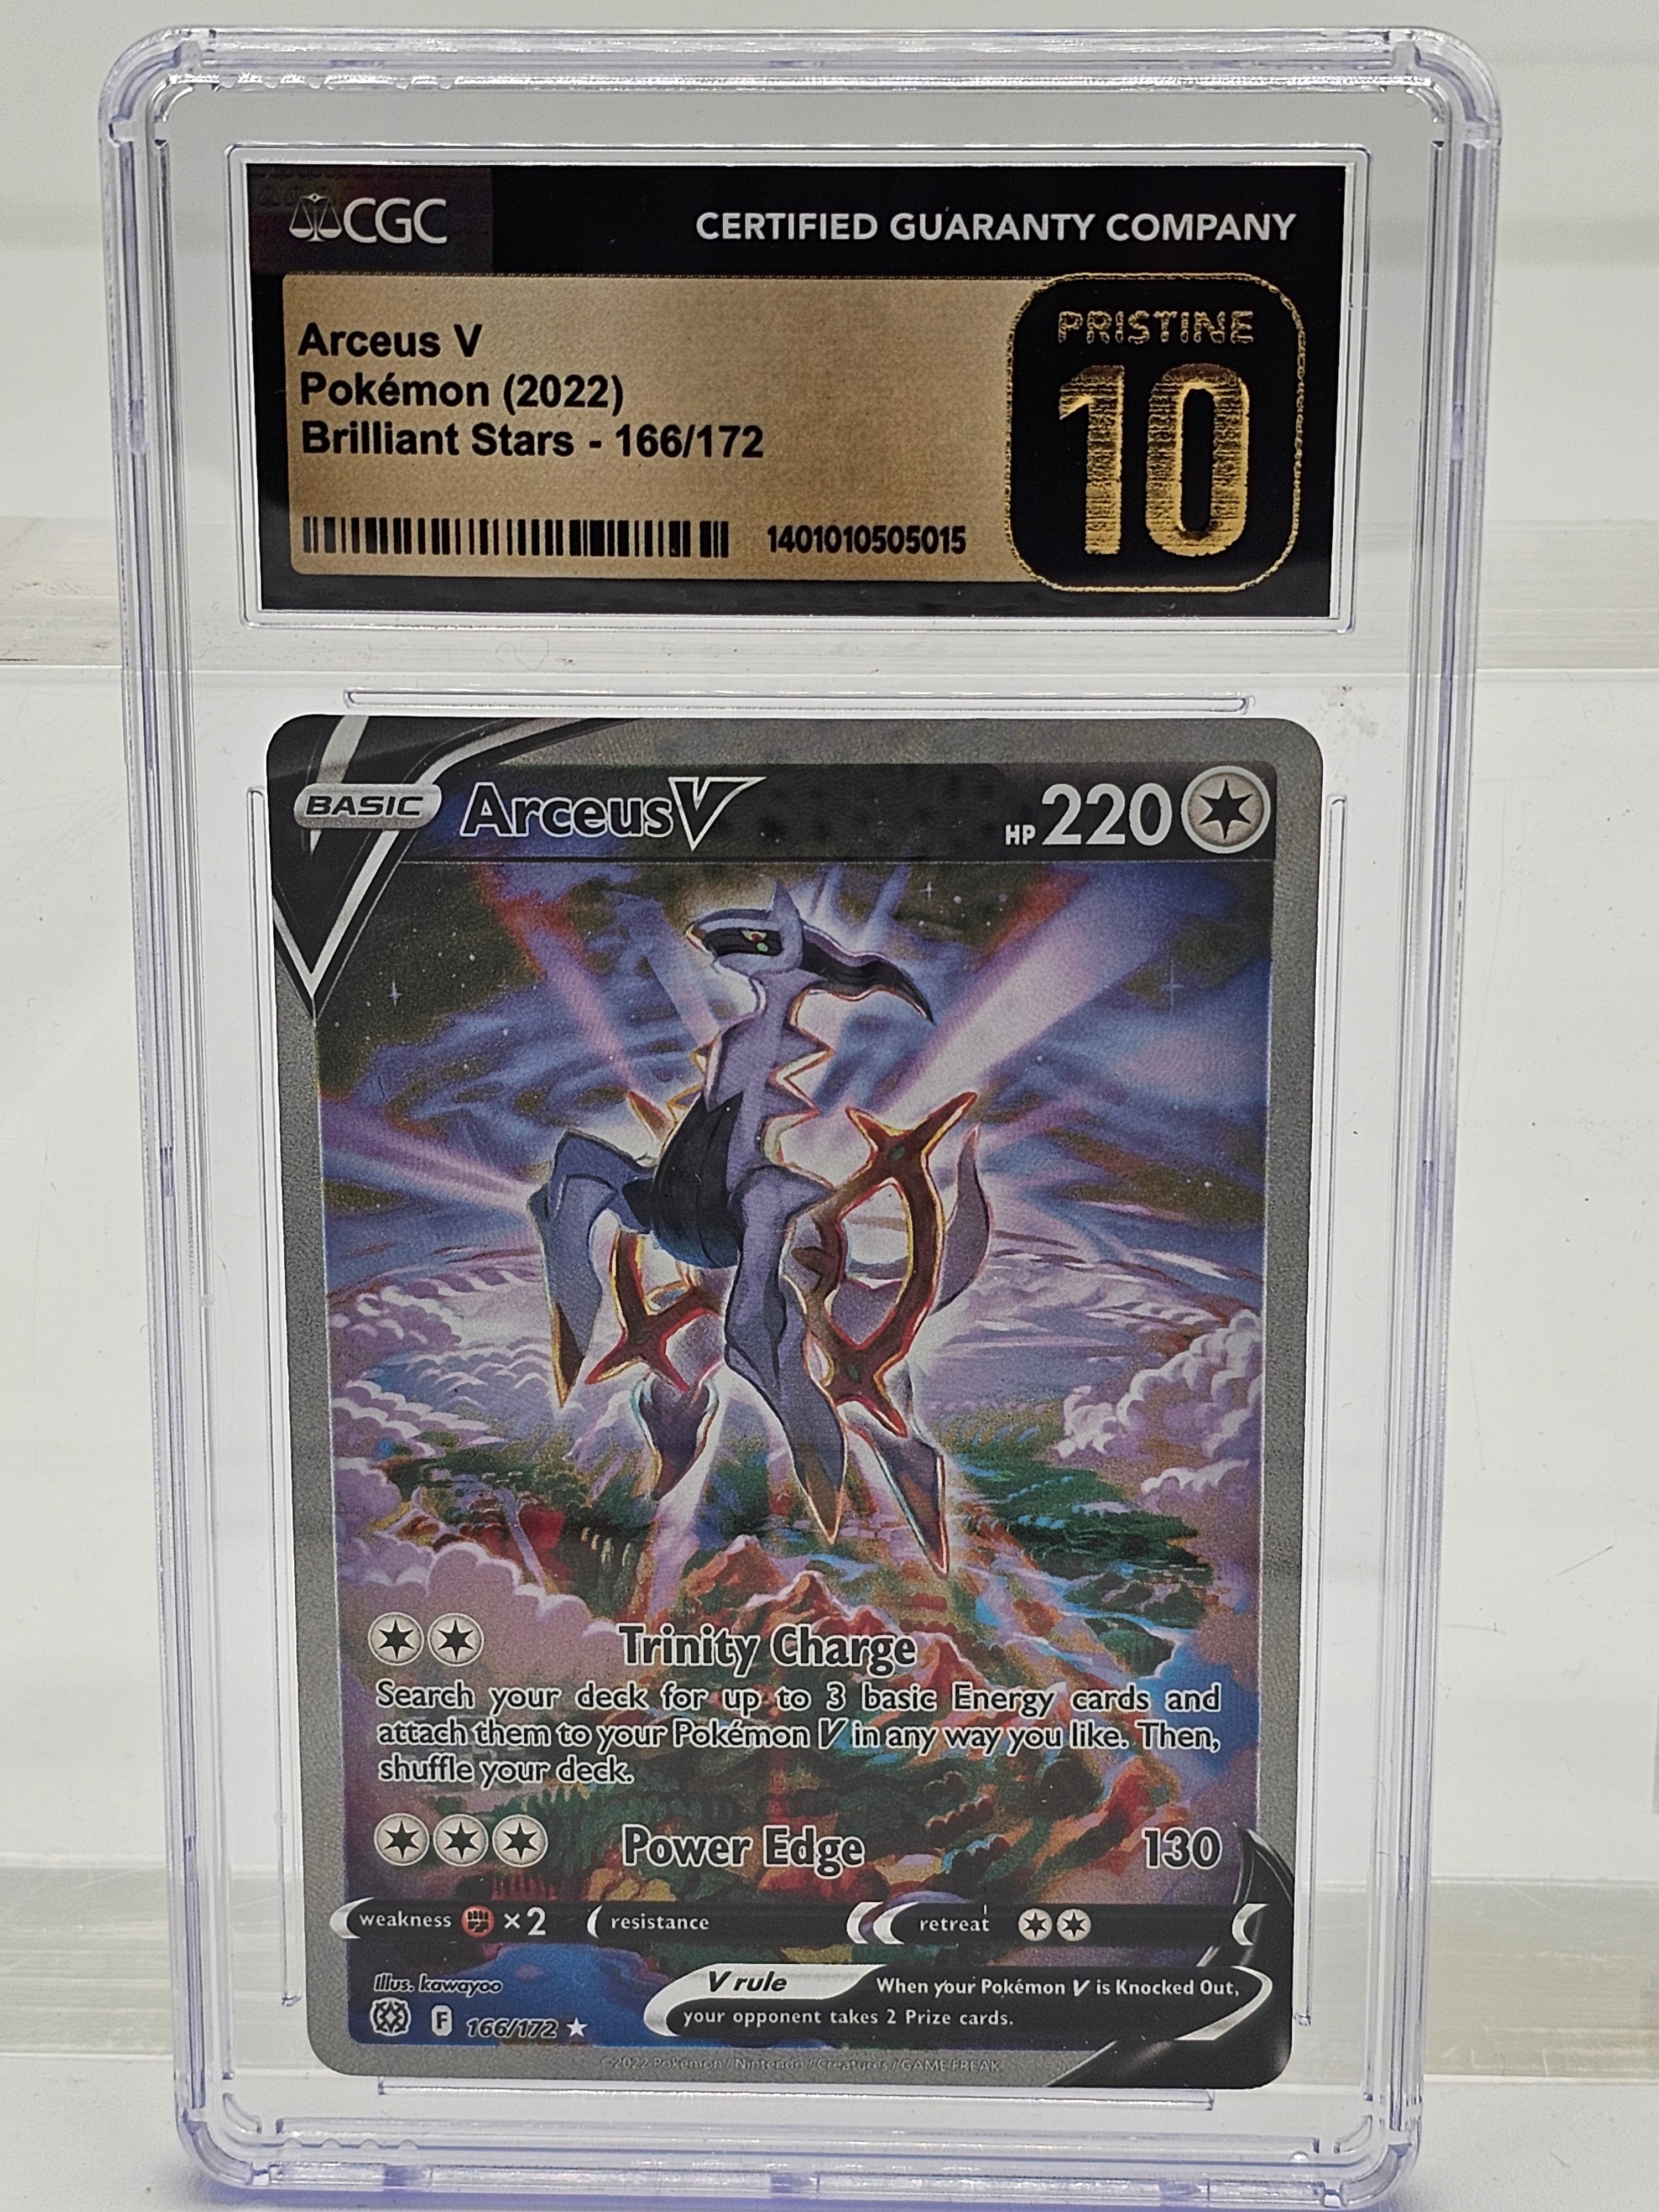 CGC
CERTIFIED GUARANTY COMPANY
Arceus V
Pokémon (2022)
Brilliant Stars - 166/172
1401010505015
PRISTINE
10
BASIC
Arceus V
HP 220
Trinity Charge
Search your deck for up to 3 basic Energy cards and
attach them to your Pokémon V in any way you like. Then,
shuffle your deck.
Power Edge 130
weakness ×2 resistance retreat
Illus. kawayoo
F 166/172
V rule When your Pokémon V is Knocked Out,
your opponent takes 2 Prize cards.
©2022 Pokémon / Nintendo / Creatures / GAME FREAK